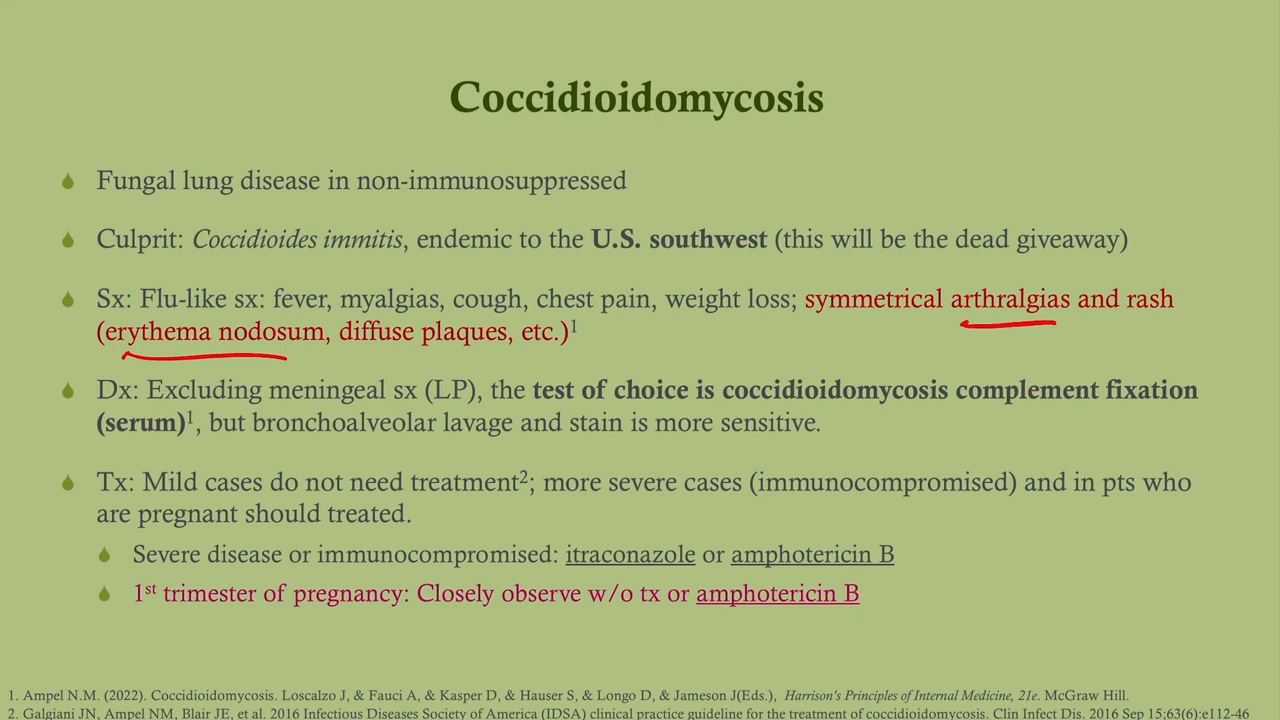 Coccidioidomycosis
Fungal lung disease in non-immunosuppressed
Culprit: Coccidioides immitis, endemic to the U.S. southwest (this will be the dead giveaway)
Sx: Flu-like sx: fever, myalgias, cough, chest pain, weight loss; symmetrical arthralgias and rash
(erythema nodosum, diffuse plaques, etc.)1
Dx: Excluding meningeal sx (LP), the test of choice is coccidioidomycosis complement fixation
(serum)1, but bronchoalveolar lavage and stain is more sensitive.
Tx: Mild cases do not need treatment2; more severe cases (immunocompromised) and in pts who
are pregnant should treated.
Severe disease or immunocompromised: itraconazole or amphotericin B
1st trimester of pregnancy: Closely observe w/o tx or amphotericin B
1. Ampel N.M. (2022). Coccidioidomycosis. Loscalzo J, & Fauci A, & Kasper D, & Hauser S, & Longo D, & Jameson J(Eds.), Harrison's Principles of Internal Medicine, 21e. McGraw Hill.
2. Galgiani JN, Ampel NM, Blair JE, et al. 2016 Infectious Diseases Society of America (IDSA) clinical practice guideline for the treatment of coccidioidomycosis. Clin Infect Dis. 2016 Sep 15;63(6):e112-46